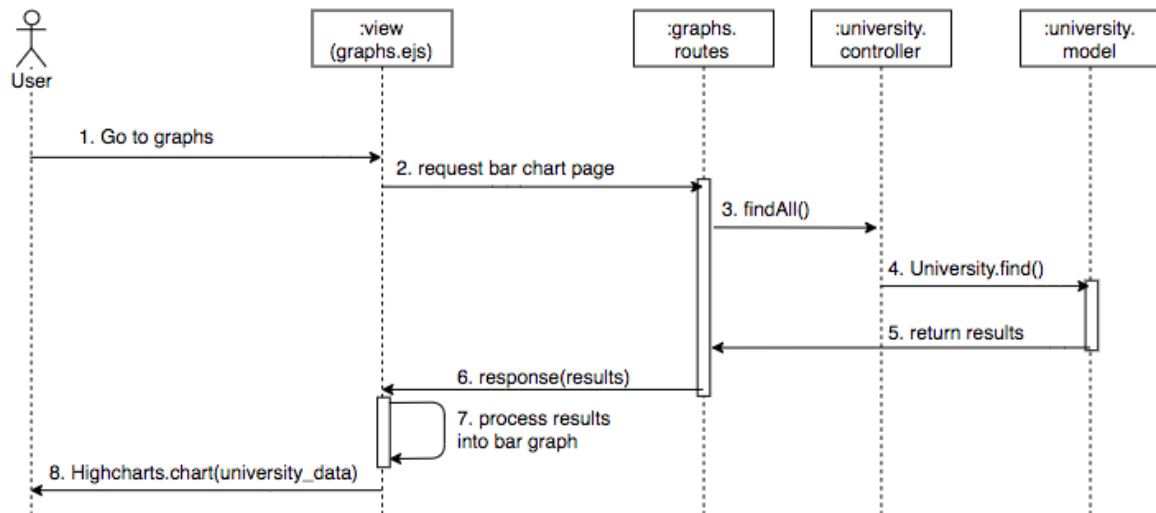 User
:view
(graphs.ejs)
:graphs.
routes
:university.
controller
:university.
model
1. Go to graphs
2. request bar chart page
3. findAll()
4. University.find()
5. return results
6. response(results)
7. process results
into bar graph
8. Highcharts.chart(university_data)